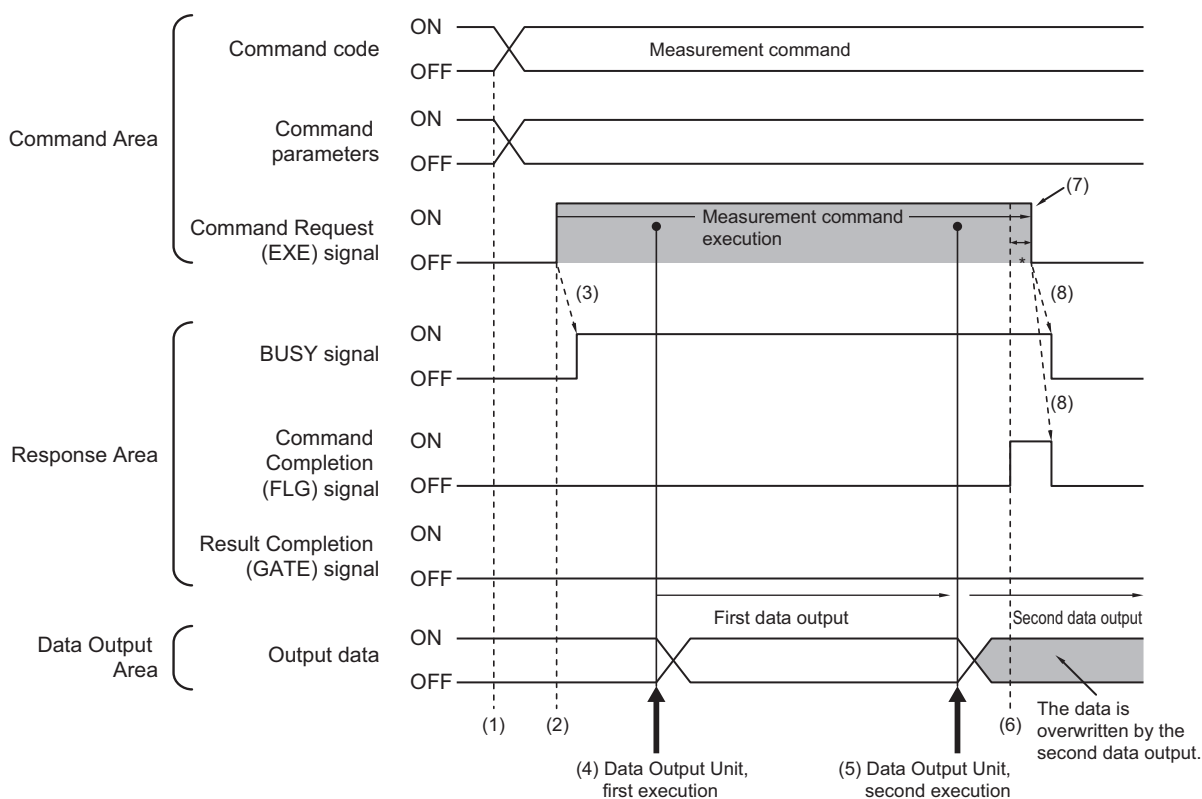 ON
Command code
Measurement command
OFF
Command Area
ON
Command
parameters
OFF
(7)
ON
Measurement command
execution
Command Request
(EXE) signal
OFF
*
(3)
(8)
ON
BUSY signal
OFF
(8)
Response Area
ON
Command
Completion
(FLG) signal
OFF
ON
Result Completion
(GATE) signal
OFF
First data output
Second data output
Data Output
Area
ON
Output data
OFF
(1)
(2)
(6)
The data is
overwritten by the
second data output.
(4) Data Output Unit,
first execution
(5) Data Output Unit,
second execution